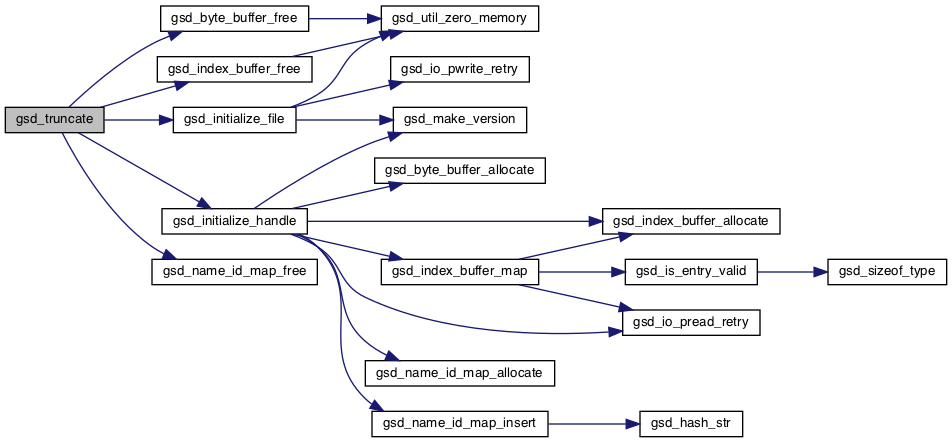 gsd_truncate
gsd_byte_buffer_free
gsd_index_buffer_free
gsd_initialize_file
gsd_initialize_handle
gsd_name_id_map_free
gsd_util_zero_memory
gsd_io_pwrite_retry
gsd_make_version
gsd_byte_buffer_allocate
gsd_index_buffer_map
gsd_name_id_map_allocate
gsd_name_id_map_insert
gsd_index_buffer_allocate
gsd_is_entry_valid
gsd_io_pread_retry
gsd_hash_str
gsd_sizeof_type